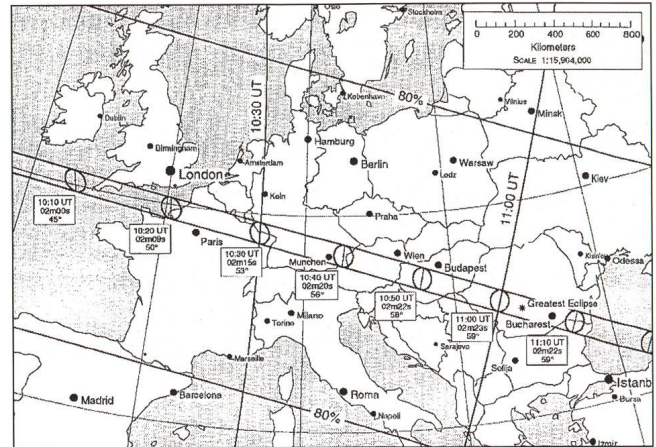 Stockholm
0 200 400 600 800
Kilometers
SCALE 1:15,904,000
80%
København
Vilnius
Minsk
10:30 UT
Dublin
Birmingham
Amsterdam
Hamburg
Berlin
Warsaw
Lodz
London
Koln
Kiev
11:00 UT
10:10 UT
02m00s
45°
10:20 UT
02m09s
50°
Paris
10:30 UT
02m15s
53°
Praha
Munchen
Wien
Budapest
Odessa
10:40 UT
02m20s
56°
10:50 UT
02m22s
58°
11:00 UT
02m23s
59°
Greatest Eclipse
Bucharest
11:10 UT
02m22s
59°
Torino
Milano
Sarajevo
Sofija
Marseille
Madrid
Barcelona
Roma
Napoli
80%
Istanb
Bursa
Izmir